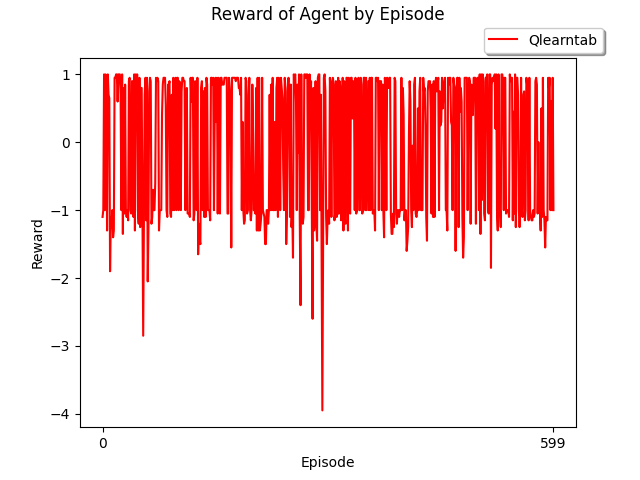 Reward of Agent by Episode
Qlearntab
1
0
−1
−2
−3
−4
Reward
0
599
Episode